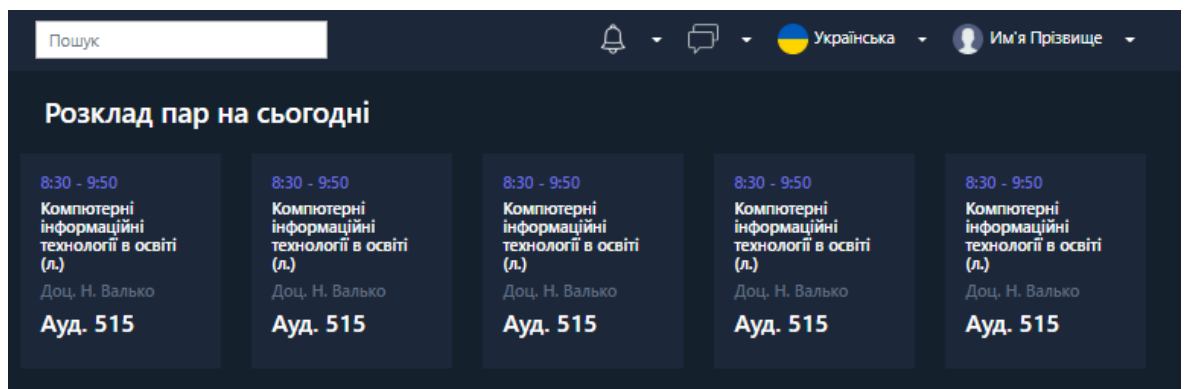 Пошук
Українська
Им'я Прізвище
Розклад пар на сьогодні
8:30 - 9:50
Компютерні
інформаційні
технології в освіті
(л.)
Доц. Н. Валько
Ауд. 515
8:30 - 9:50
Компютерні
інформаційні
технології в освіті
(л.)
Доц. Н. Валько
Ауд. 515
8:30 - 9:50
Компютерні
інформаційні
технології в освіті
(л.)
Доц. Н. Валько
Ауд. 515
8:30 - 9:50
Компютерні
інформаційні
технології в освіті
(л.)
Доц. Н. Валько
Ауд. 515
8:30 - 9:50
Компютерні
інформаційні
технології в освіті
(л.)
Доц. Н. Валько
Ауд. 515